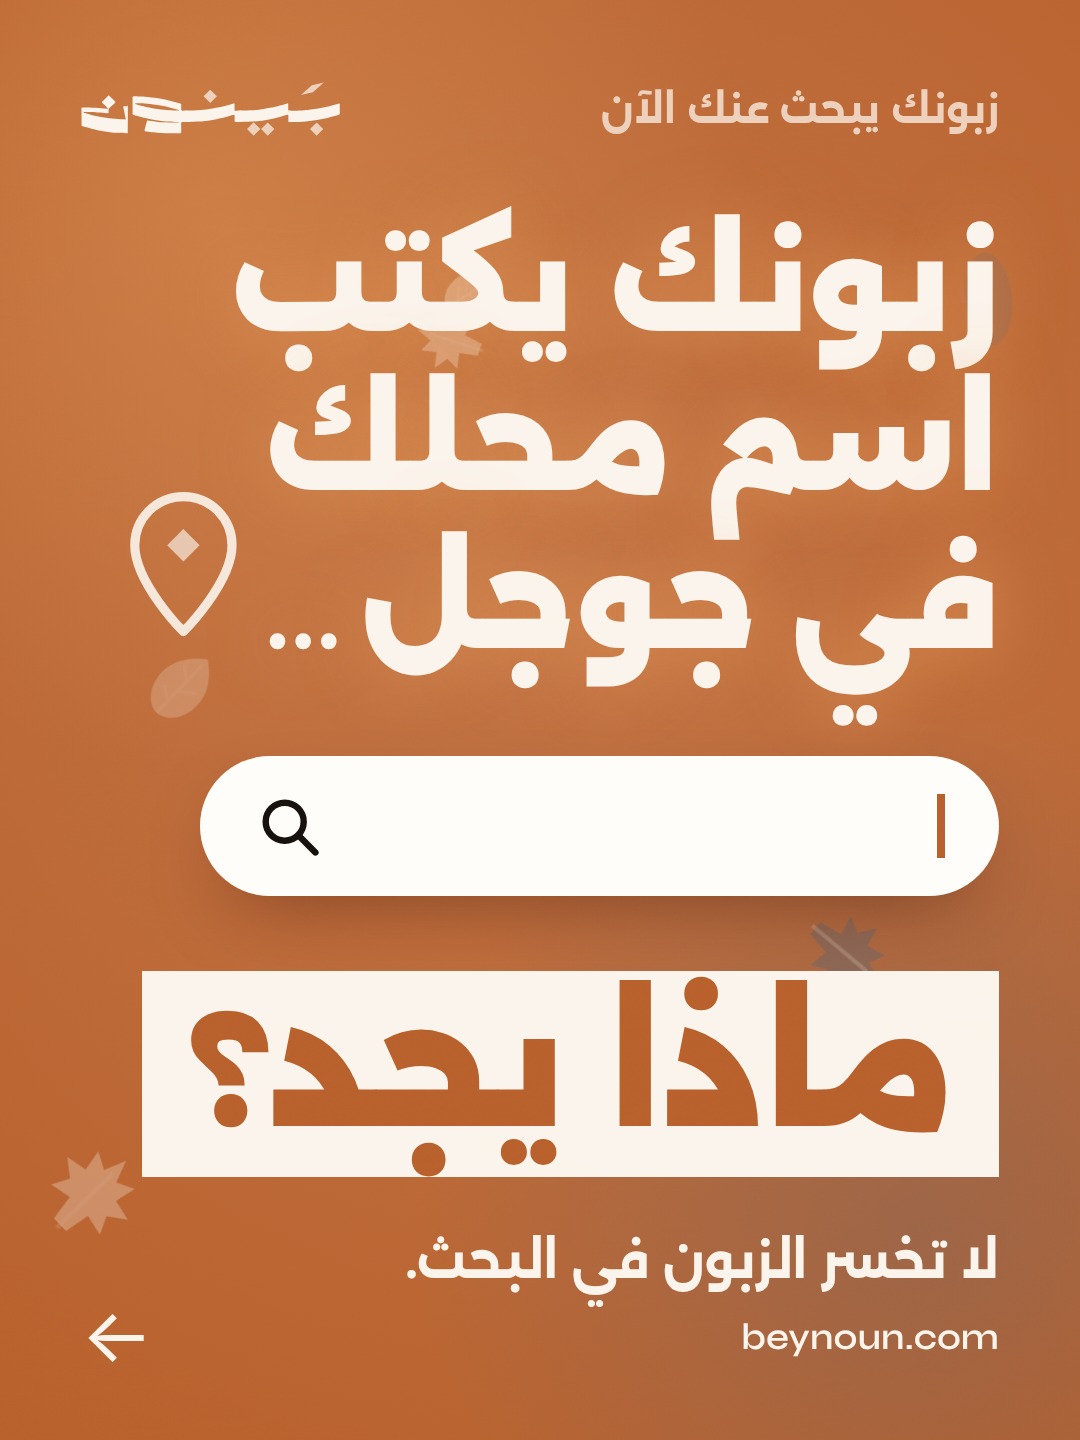 زبونك يبحث عنك الآن
بَينون
زبونك يكتب
اسم محلك
في جوجل ...
ماذا يجد؟
لا تخسر الزبون في البحث.
beynoun.com